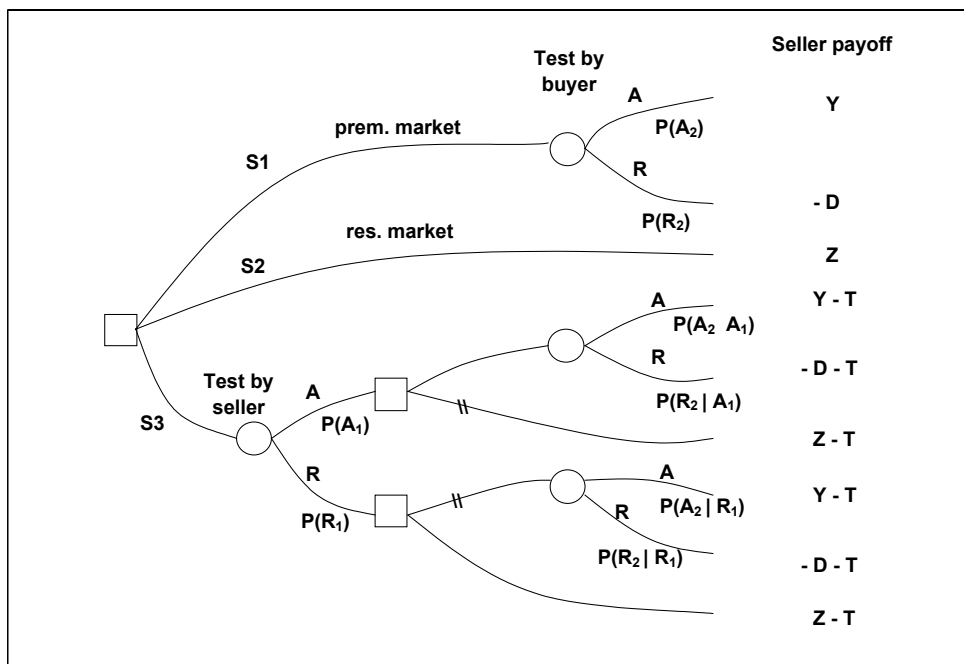 Seller payoff
Test by
buyer
A
Y
prem. market
P(A2)
S1
R
P(R2)
- D
res. market
S2
Z
A
Y - T
P(A2 A1)
Test by
seller
A
R
- D - T
S3
P(A1)
P(R2 | A1)
Z - T
R
A
Y - T
P(R1)
P(A2 | R1)
R
P(R2 | R1)
- D - T
Z - T